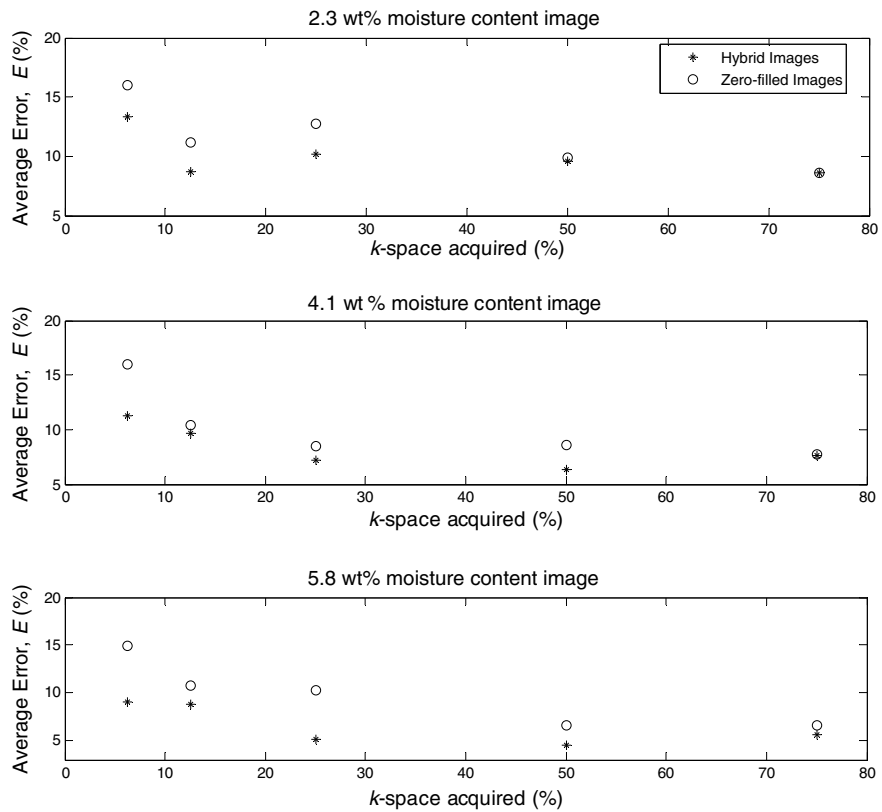 2.3 wt% moisture content image
20
15
10
5
Average Error, E (%)
Hybrid Images
Zero-filled Images
0 10 20 30 40 50 60 70 80
k-space acquired (%)
4.1 wt % moisture content image
20
15
10
5
Average Error, E (%)
0 10 20 30 40 50 60 70 80
k-space acquired (%)
5.8 wt% moisture content image
20
15
10
5
Average Error, E (%)
0 10 20 30 40 50 60 70 80
k-space acquired (%)